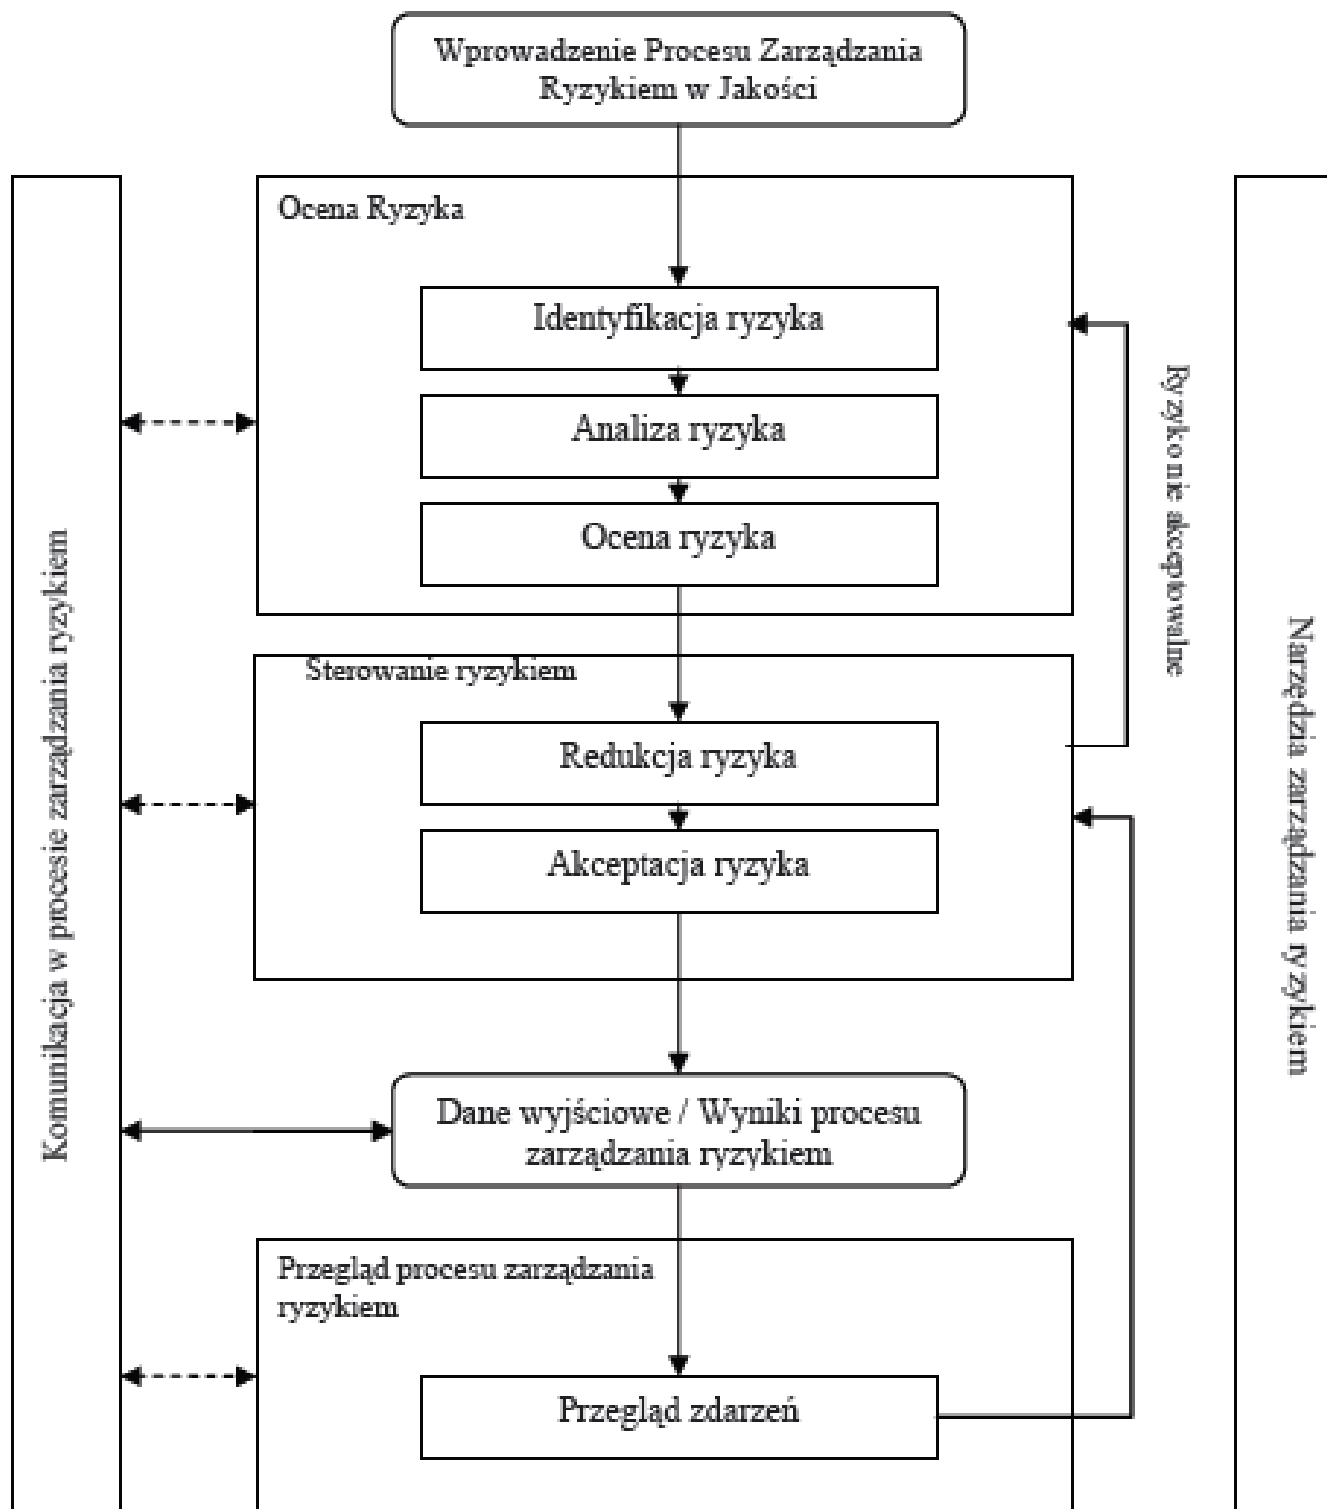 Wprowadzenie Procesu Zarządzania
Ryzykiem w Jakości
Ocena Ryzyka
Identyfikacja ryzyka
Analiza ryzyka
Ocena ryzyka
Ryzyko nie akceptowalne
Sterowanie ryzykiem
Redukcja ryzyka
Akceptacja ryzyka
Komunikacja w procesie zarządzania ryzykiem
Narzędzia zarządzania ryzykiem
Dane wyjściowe / Wyniki procesu
zarządzania ryzykiem
Przegląd procesu zarządzania
ryzykiem
Przegląd zdarzeń